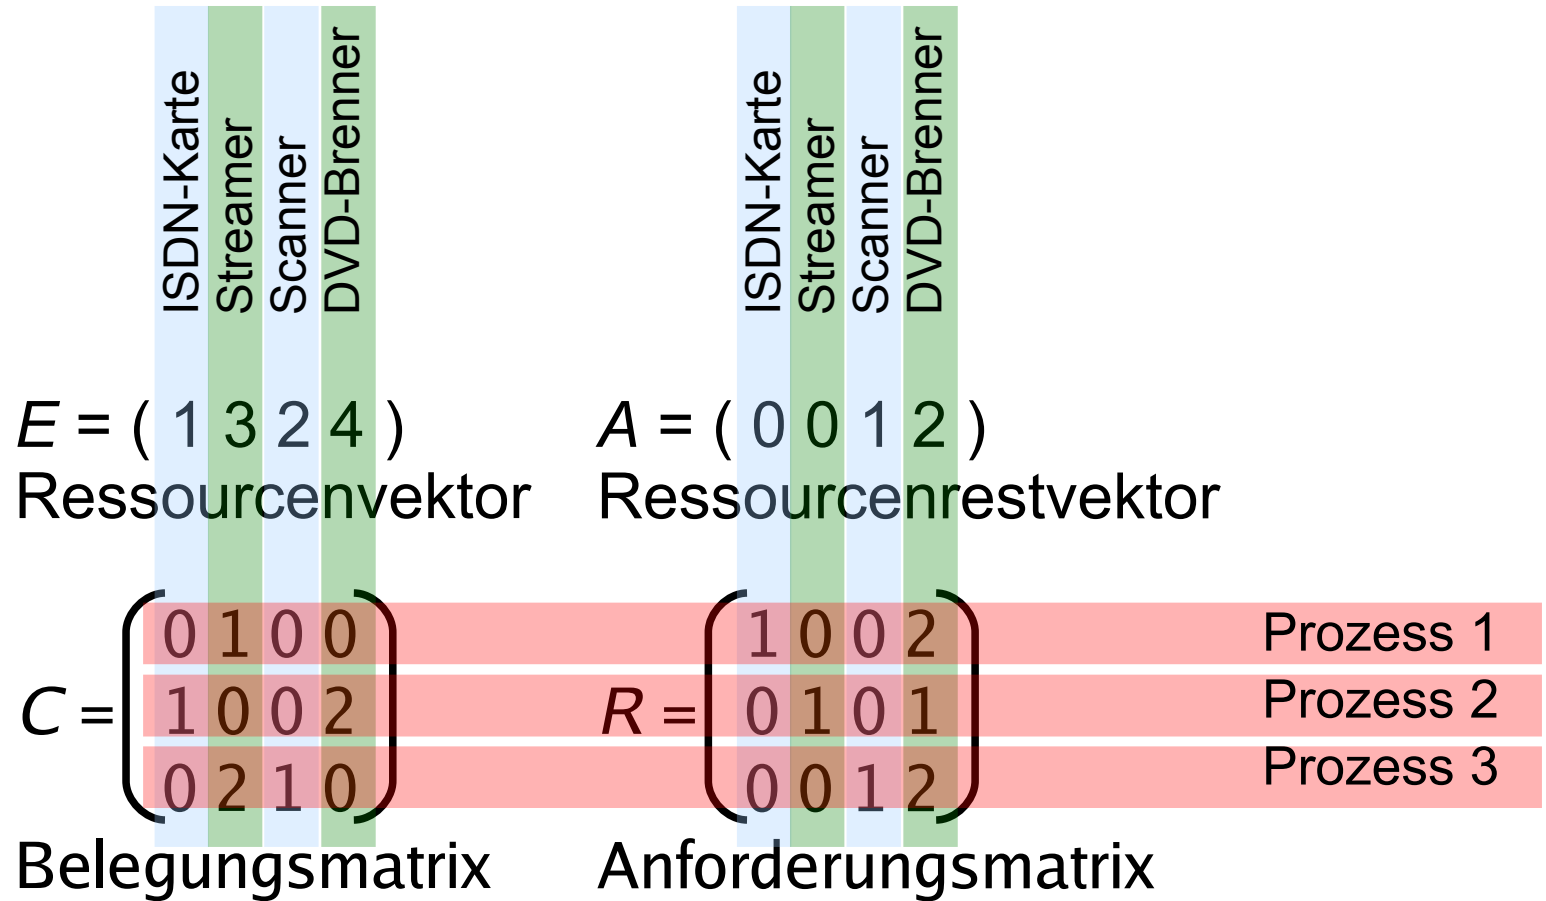 ISDN-Karte Streamer Scanner DVD-Brenner ISDN-Karte Streamer Scanner DVD-Brenner
E = ( 1 3 2 4 ) A = ( 0 0 1 2 )
Ressourcenvektor Ressourcenrestvektor
0 1 0 0 1 0 0 2 Prozess 1
C = 1 0 0 2 R = 0 1 0 1 Prozess 2
0 2 1 0 0 0 1 2 Prozess 3
Belegungsmatrix Anforderungsmatrix